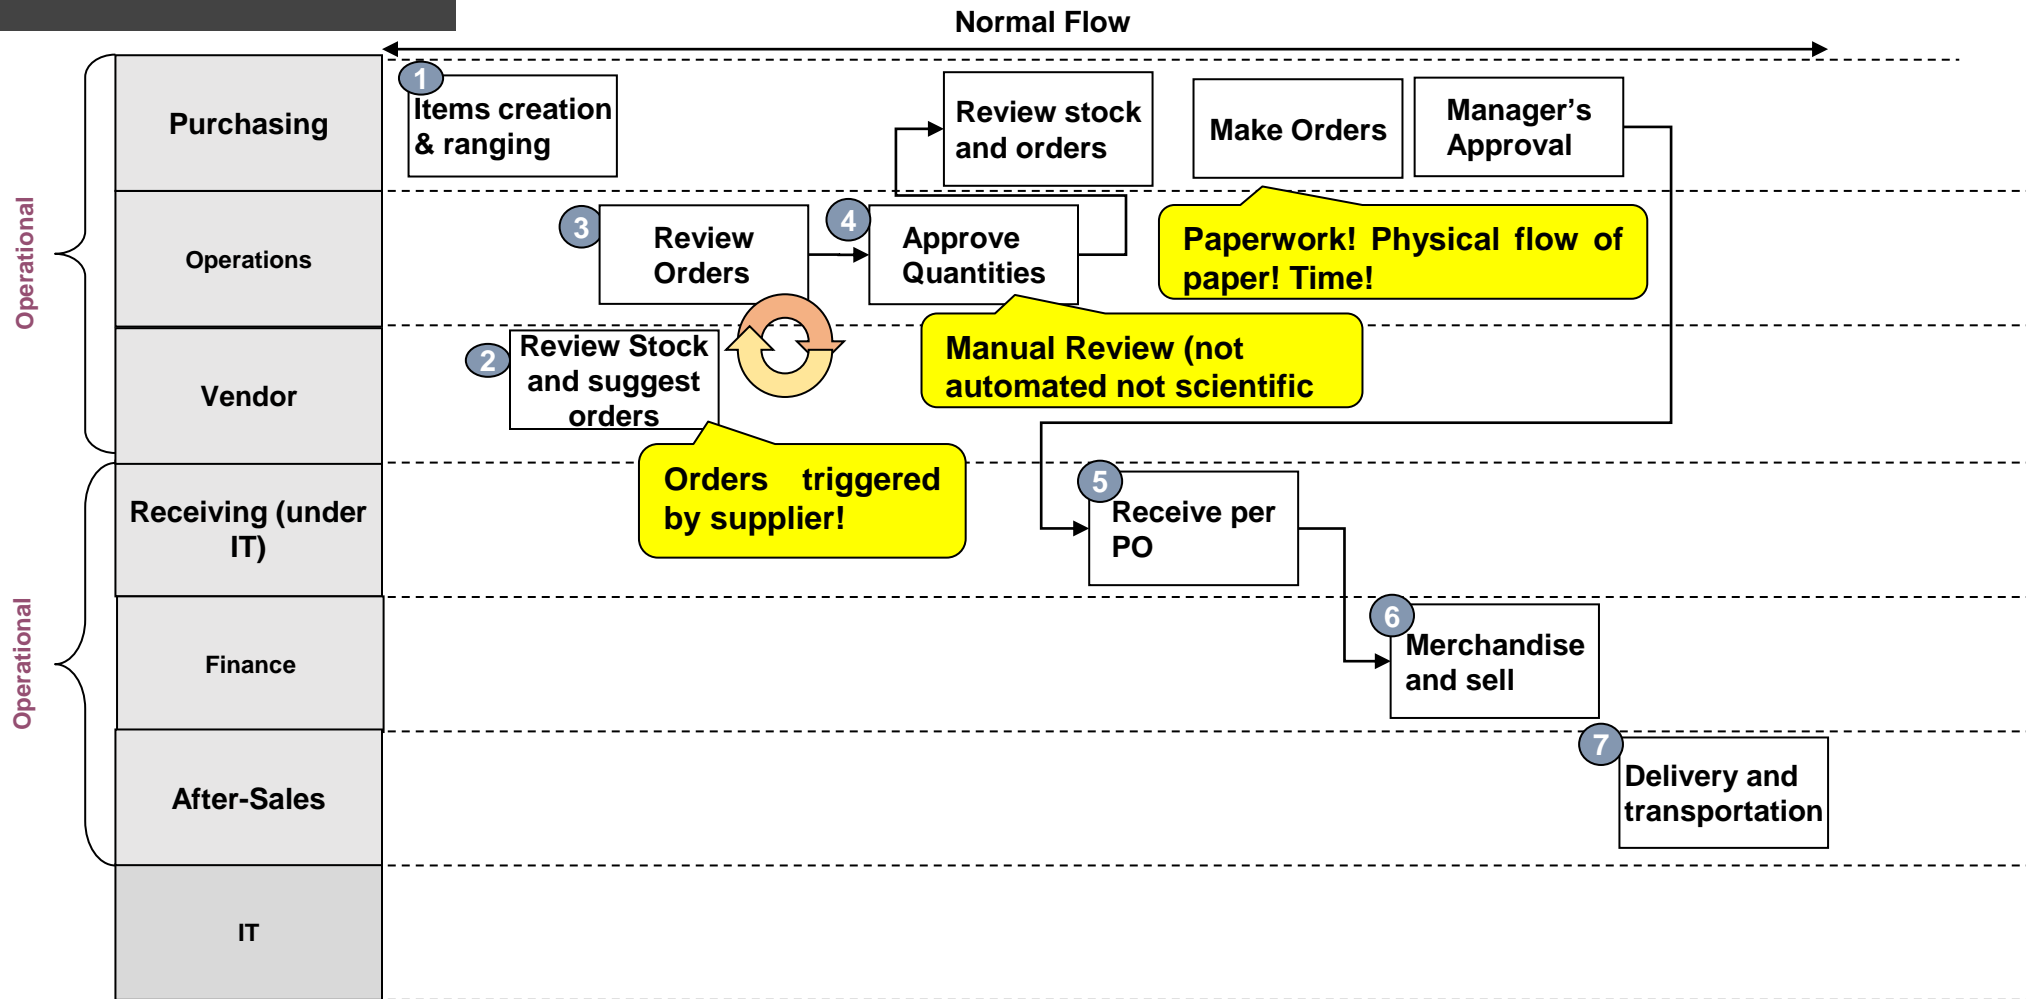 Normal Flow
Operational
Purchasing
1
Items creation
& ranging
Review stock
and orders
Make Orders
Manager’s
Approval
Operations
3
Review
Orders
4
Approve
Quantities
Paperwork! Physical flow of
paper! Time!
Vendor
2
Review Stock
and suggest
orders
Manual Review (not
automated not scientific
Orders triggered
by supplier!
Operational
Receiving (under
IT)
5
Receive per
PO
Finance
6
Merchandise
and sell
After-Sales
7
Delivery and
transportation
IT